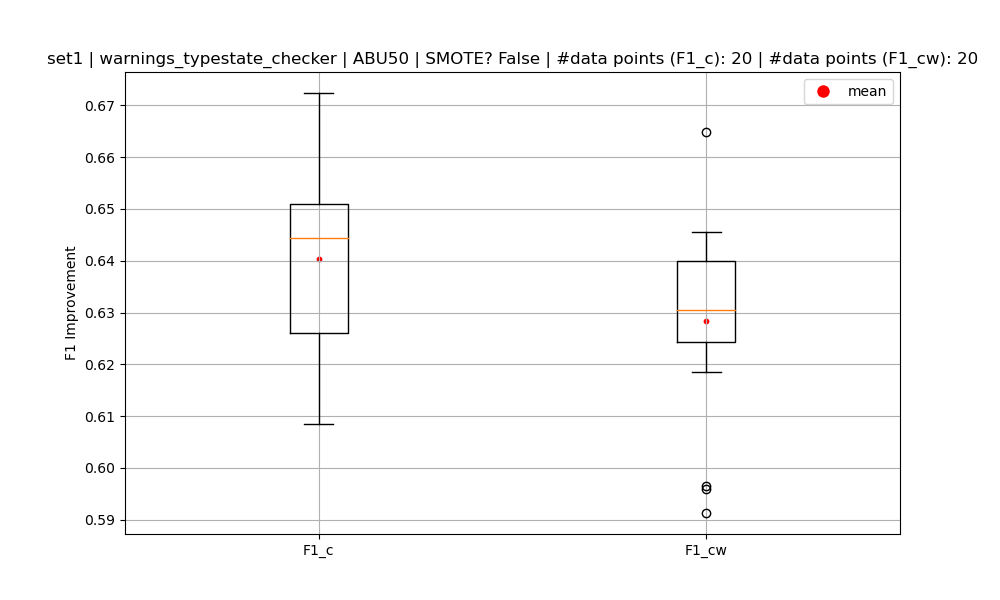 set1 | warnings_typestate_checker | ABU50 | SMOTE? False | #data points (F1_c): 20 | #data points (F1_cw): 20
mean
0.67
0.66
0.65
0.64
0.63
0.62
0.61
0.60
0.59
F1 Improvement
F1_c
F1_cw